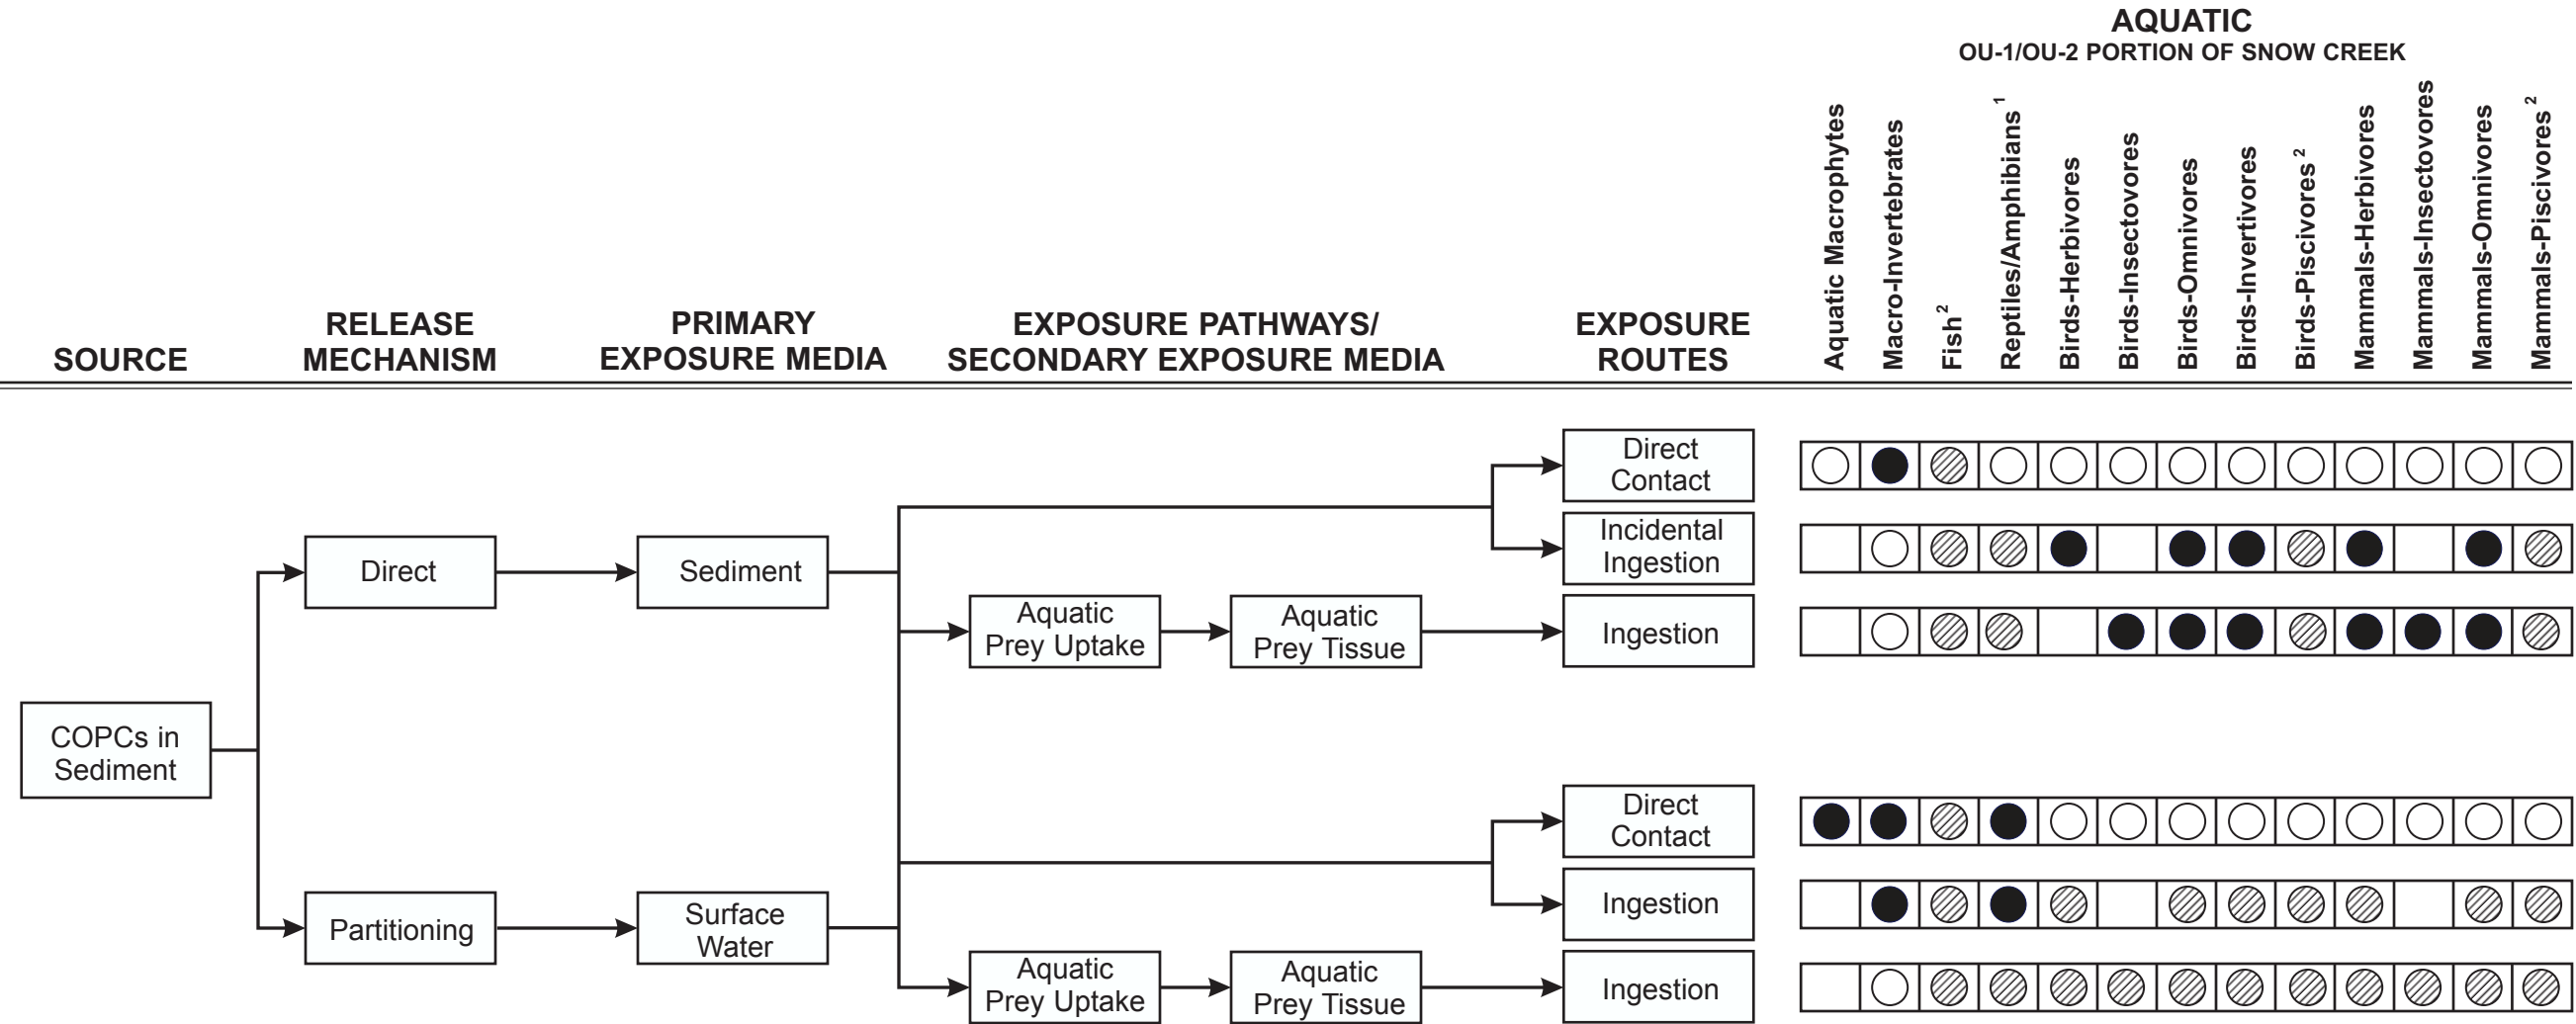 AQUATIC
OU-1/OU-2 PORTION OF SNOW CREEK
Aquatic Macrophytes
Macro-Invertebrates
Fish 2
Reptiles/Amphibians 1
Birds-Herbivores
Birds-Insectovores
Birds-Omnivores
Birds-Invertivores
Birds-Piscivores 2
Mammals-Herbivores
Mammals-Insectovores
Mammals-Omnivores
Mammals-Piscivores 2
SOURCE
RELEASE
MECHANISM
PRIMARY
EXPOSURE MEDIA
EXPOSURE PATHWAYS/
SECONDARY EXPOSURE MEDIA
EXPOSURE
ROUTES
Direct
Contact
Incidental
Ingestion
Direct
Sediment
Aquatic
Prey Uptake
Aquatic
Prey Tissue
Ingestion
COPCs in
Sediment
Direct
Contact
Ingestion
Partitioning
Surface
Water
Aquatic
Prey Uptake
Aquatic
Prey Tissue
Ingestion